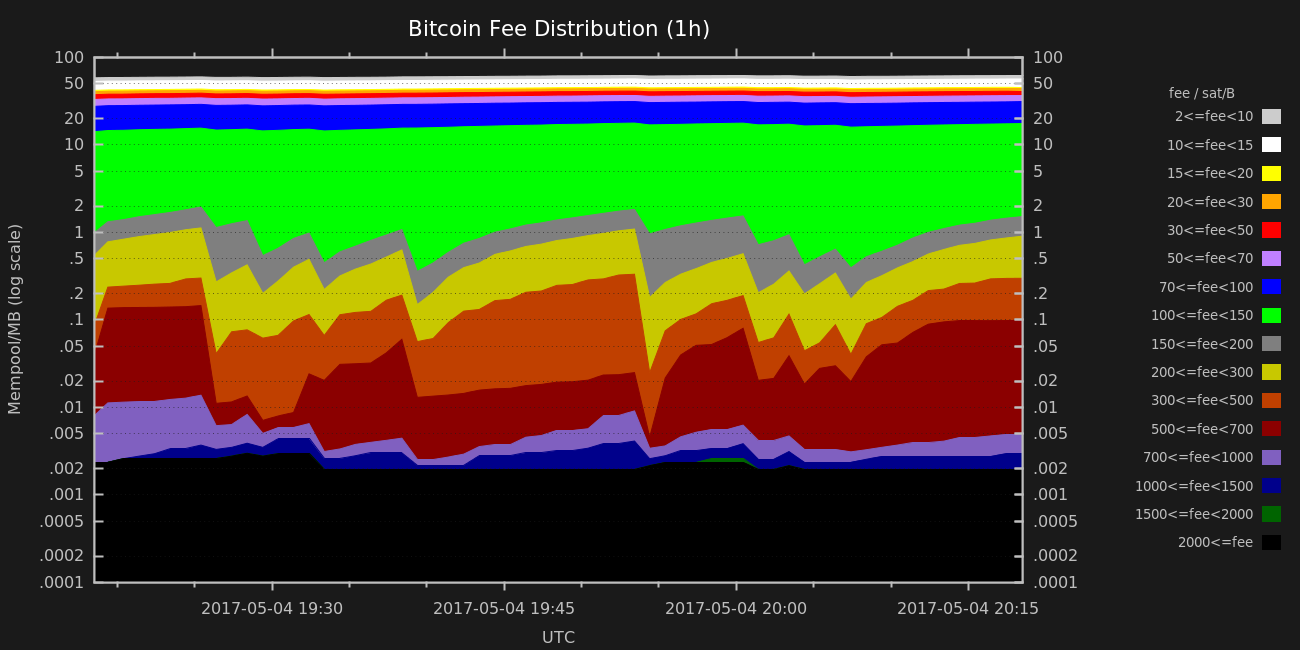 Bitcoin Fee Distribution (1h)
Mempool/MB (log scale)
100
50
20
10
5
2
1
.5
.2
.1
.05
.02
.01
.005
.002
.001
.0005
.0002
.0001
100
50
20
10
5
2
1
.5
.2
.1
.05
.02
.01
.005
.002
.001
.0005
.0002
.0001
2017-05-04 19:30 2017-05-04 19:45 2017-05-04 20:00 2017-05-04 20:15
UTC
fee / sat/B
2<=fee<10
10<=fee<15
15<=fee<20
20<=fee<30
30<=fee<50
50<=fee<70
70<=fee<100
100<=fee<150
150<=fee<200
200<=fee<300
300<=fee<500
500<=fee<700
700<=fee<1000
1000<=fee<1500
1500<=fee<2000
2000<=fee